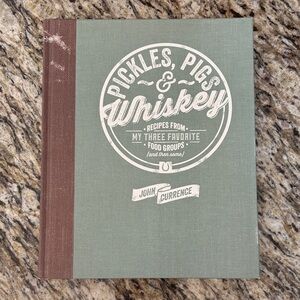 PICKLES, PIGS
&
Whiskey
RECIPES FROM
MY THREE FAVORITE
FOOD GROUPS
(and then some)
JOHN
CURRENCE